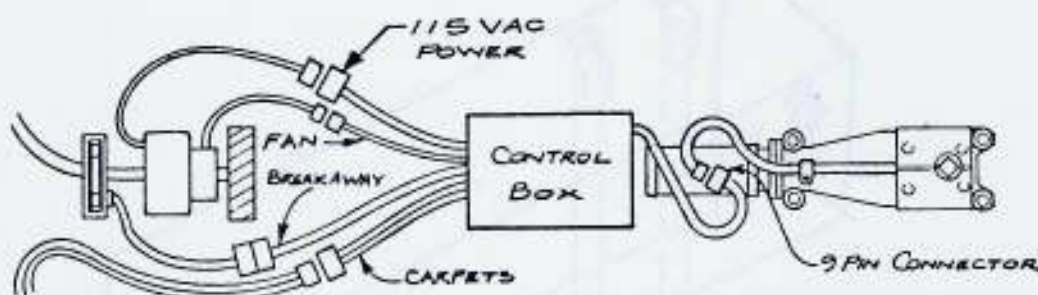 115 VAC
POWER
FAN
BREAKAWAY
CONTROL
BOX
CARPETS
9 PIN CONNECTOR